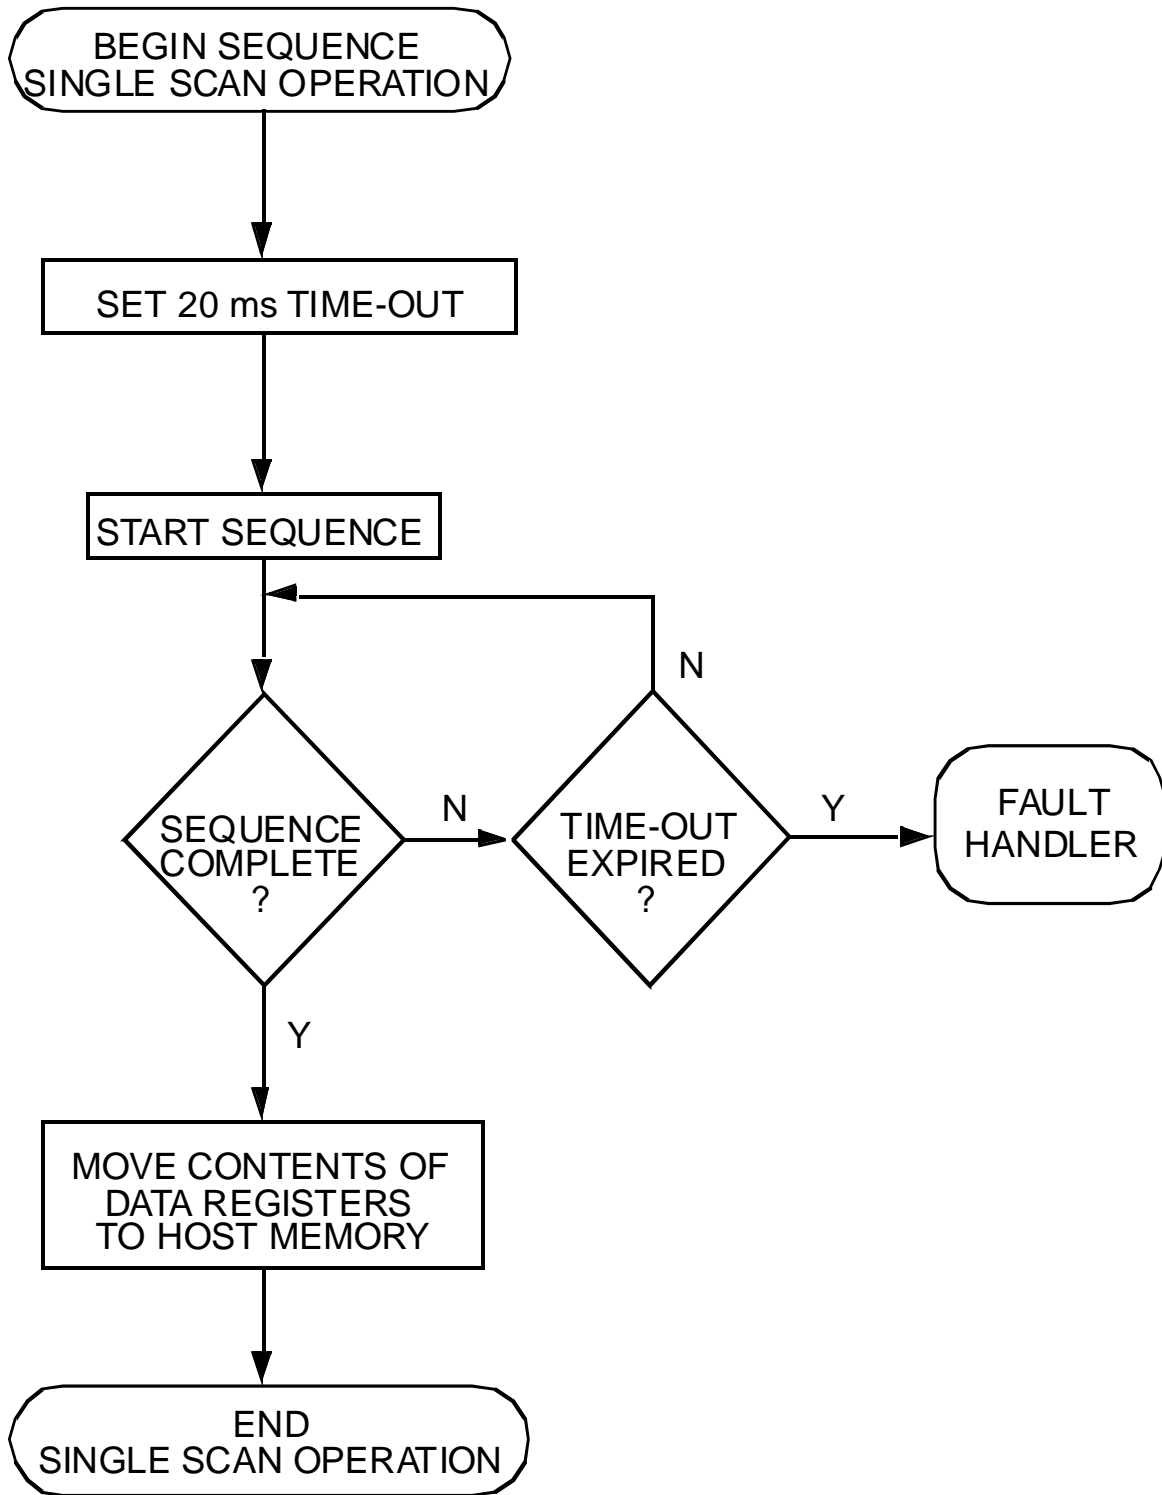 BEGIN SEQUENCE
SINGLE SCAN OPERATION
SET 20 ms TIME-OUT
START SEQUENCE
N
SEQUENCE
COMPLETE
?
N
TIME-OUT
EXPIRED
?
Y
FAULT
HANDLER
Y
MOVE CONTENTS OF
DATA REGISTERS
TO HOST MEMORY
END
SINGLE SCAN OPERATION